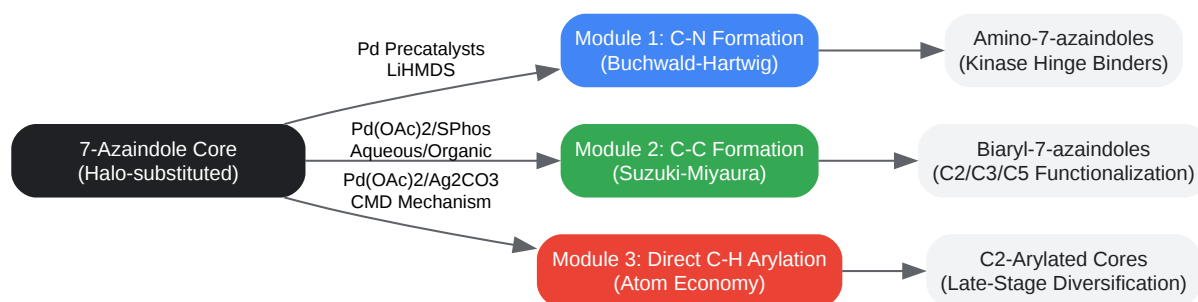 7-Azaindole Core
(Halo-substituted)
Pd Precatalysts
LiHMDS
Module 1: C-N Formation
(Buchwald-Hartwig)
Amino-7-azaindoles
(Kinase Hinge Binders)
Pd(OAc)2/SPhos
Aqueous/Organic
Module 2: C-C Formation
(Suzuki-Miyaura)
Biaryl-7-azaindoles
(C2/C3/C5 Functionalization)
Pd(OAc)2/Ag2CO3
CMD Mechanism
Module 3: Direct C-H Arylation
(Atom Economy)
C2-Arylated Cores
(Late-Stage Diversification)